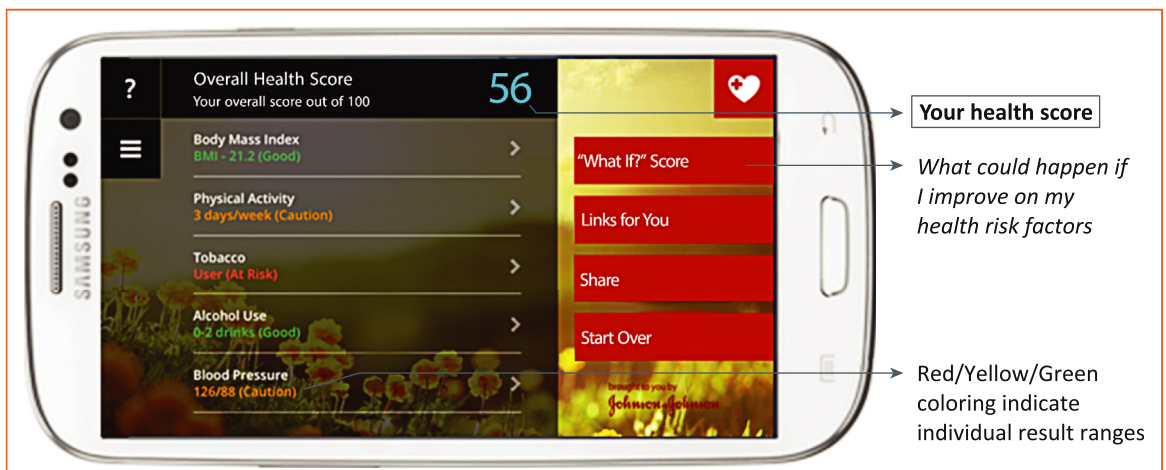 ?
Overall Health Score
Your overall score out of 100
56
Body Mass Index
BMI - 21.2 (Good)
Physical Activity
3 days/week (Caution)
Tobacco
User (At Risk)
Alcohol Use
0-2 drinks (Good)
Blood Pressure
126/88 (Caution)
"What If?" Score
Links for You
Share
Start Over
brought to you by
Johnson & Johnson
SAMSUNG
Your health score
What could happen if
I improve on my
health risk factors
Red/Yellow/Green
coloring indicate
individual result ranges